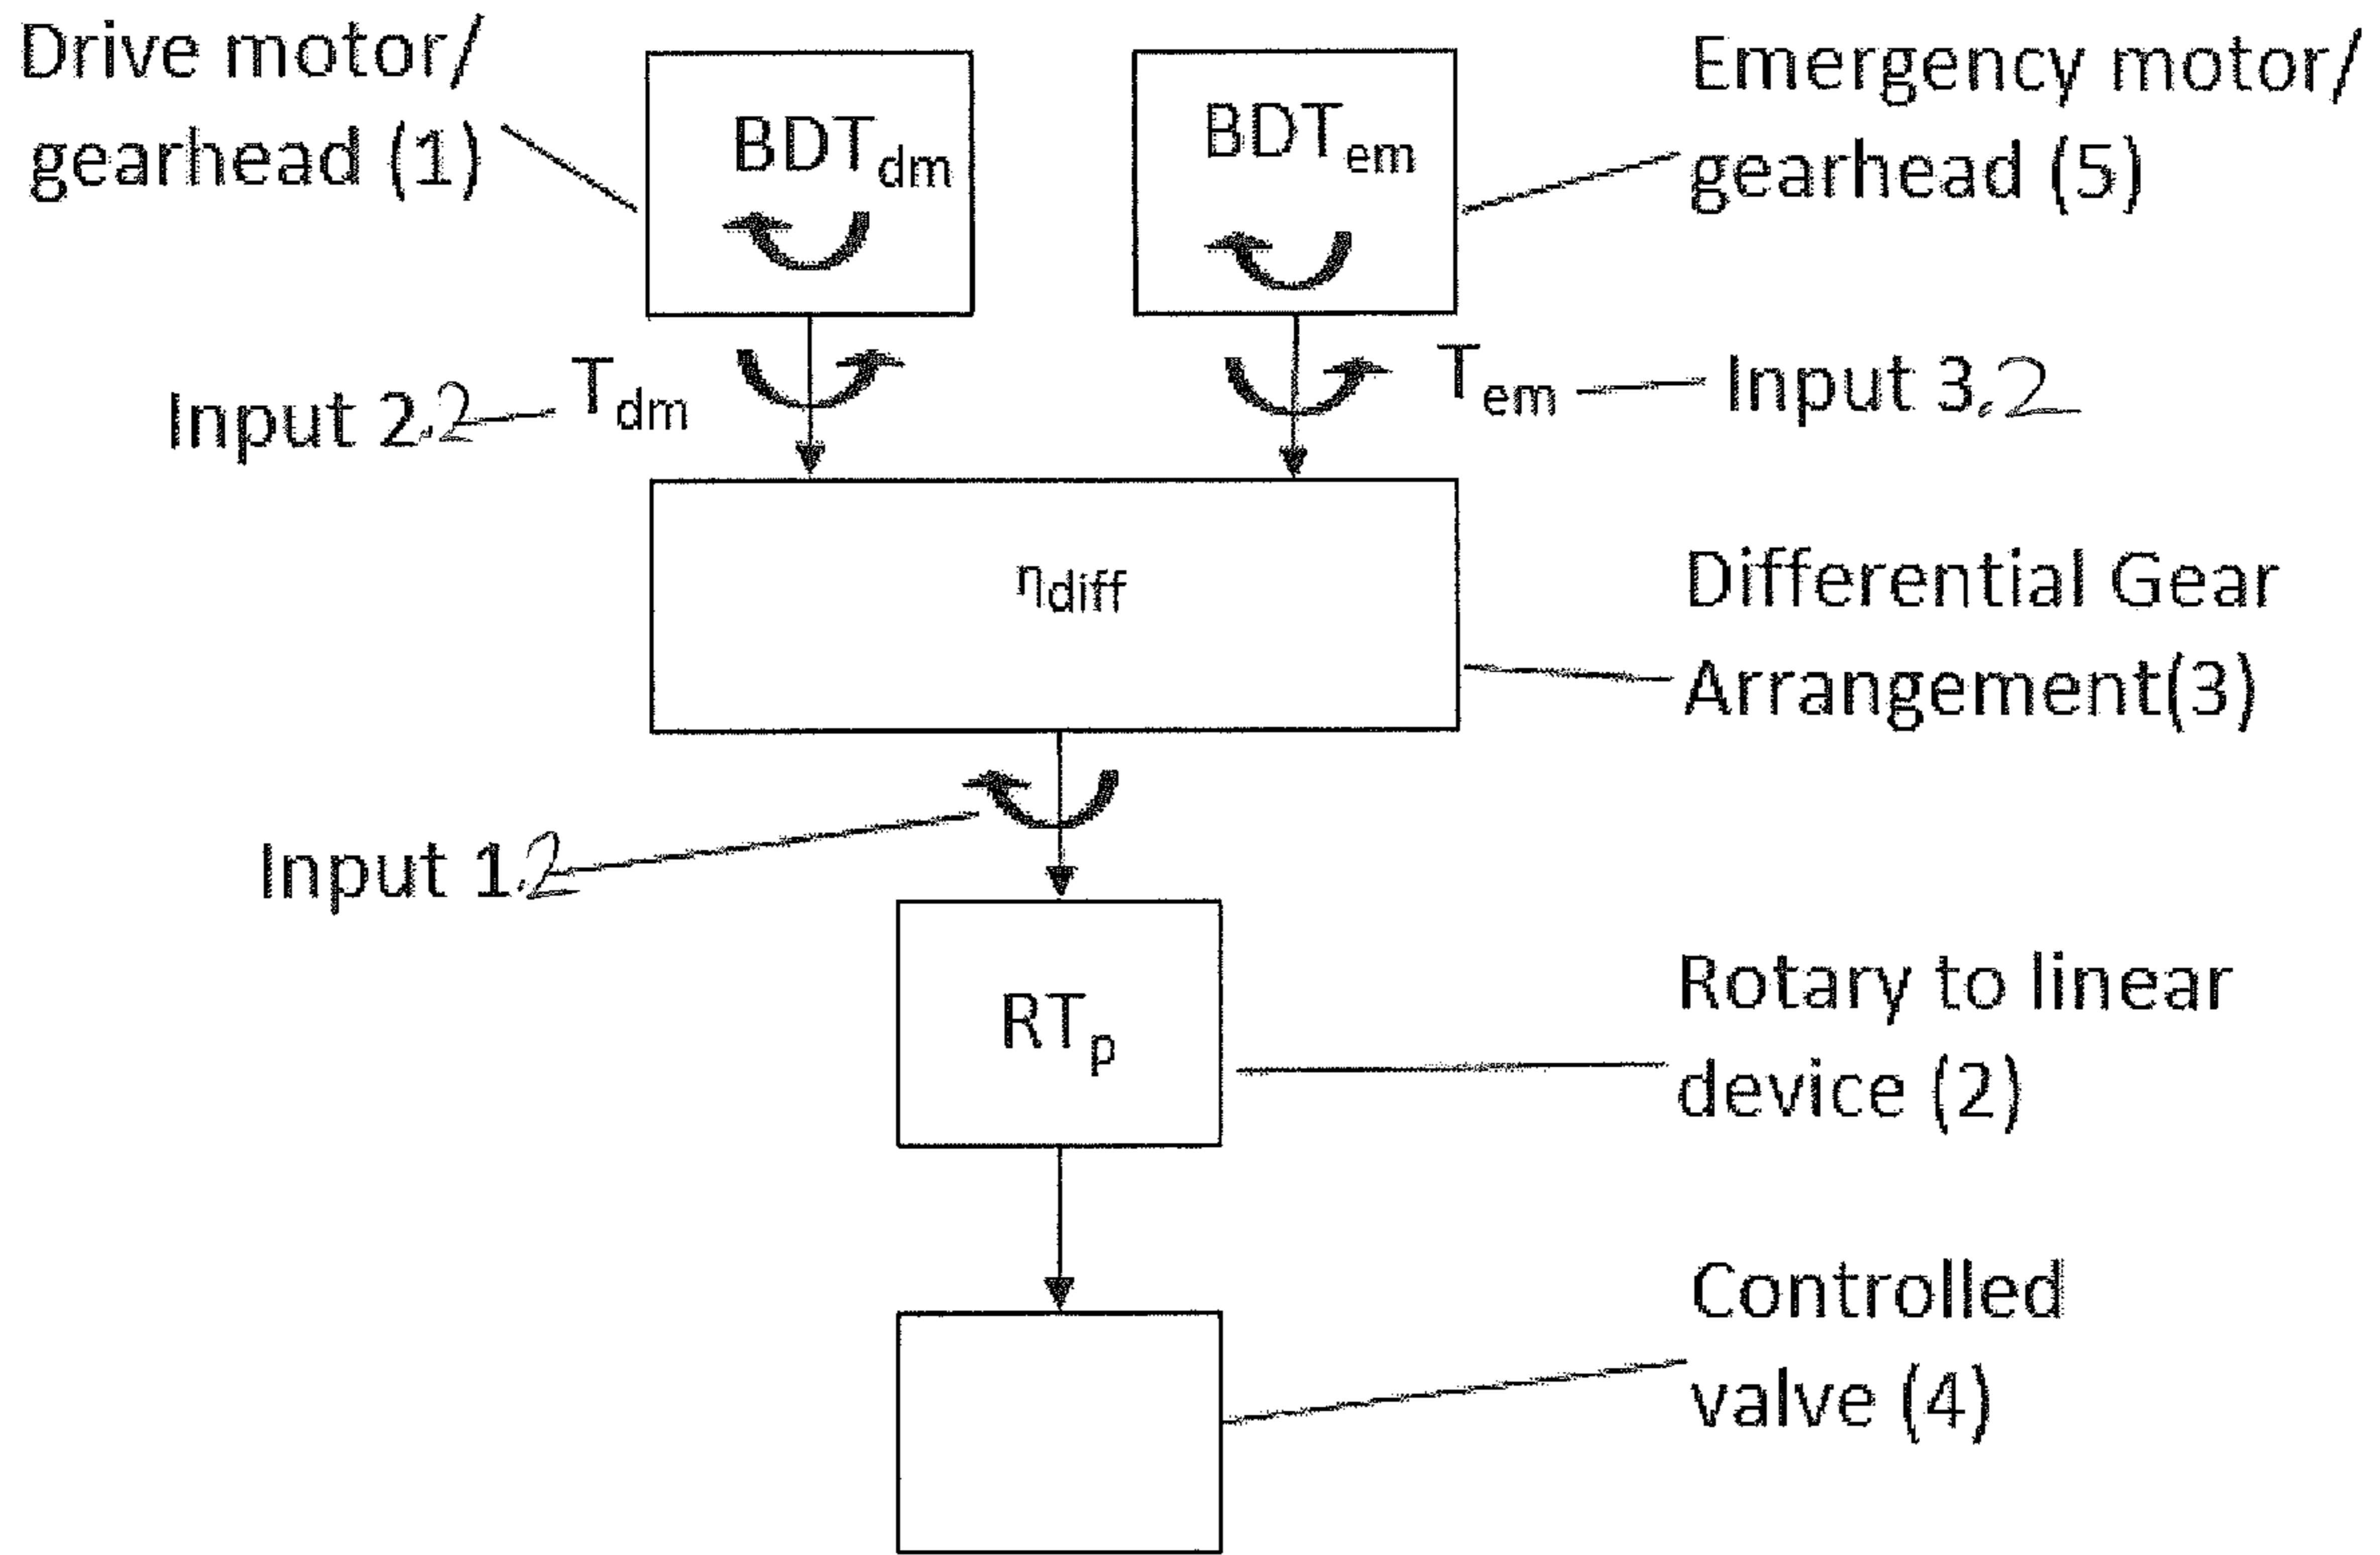 Drive motor/
gearhead (1)
BDTdm
BDTem
Emergency motor/
gearhead (5)
Input 2.2
Tdm
Tem
Input 3.2
ηdiff
Differential Gear
Arrangement(3)
Input 1.2
RTp
Rotary to linear
device (2)
Controlled
valve (4)